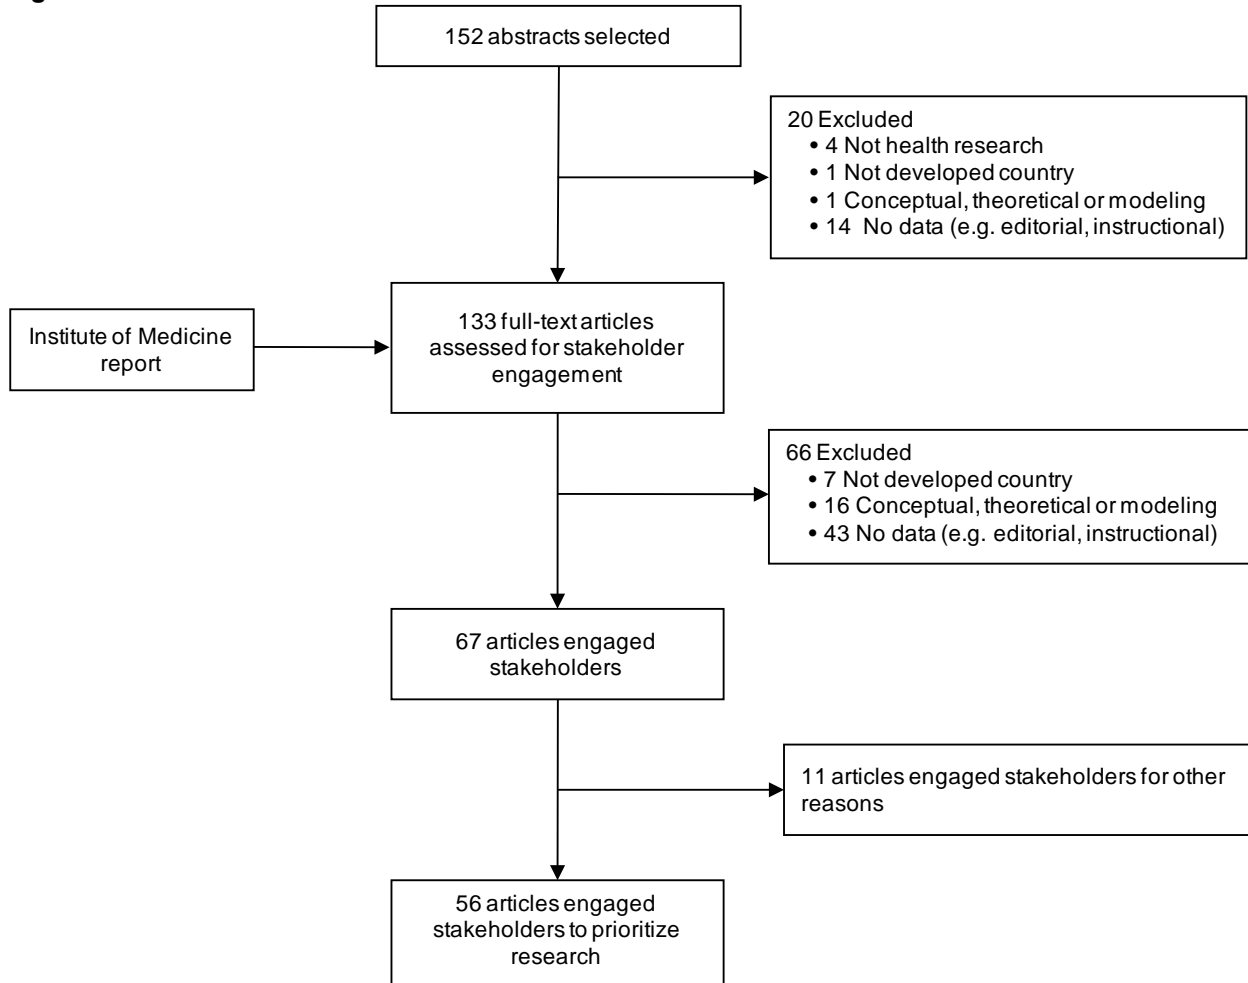 152 abstracts selected
20 Excluded
• 4 Not health research
• 1 Not developed country
• 1 Conceptual, theoretical or modeling
• 14 No data (e.g. editorial, instructional)
Institute of Medicine
report
133 full-text articles
assessed for stakeholder
engagement
66 Excluded
• 7 Not developed country
• 16 Conceptual, theoretical or modeling
• 43 No data (e.g. editorial, instructional)
67 articles engaged
stakeholders
11 articles engaged stakeholders for other
reasons
56 articles engaged
stakeholders to prioritize
research